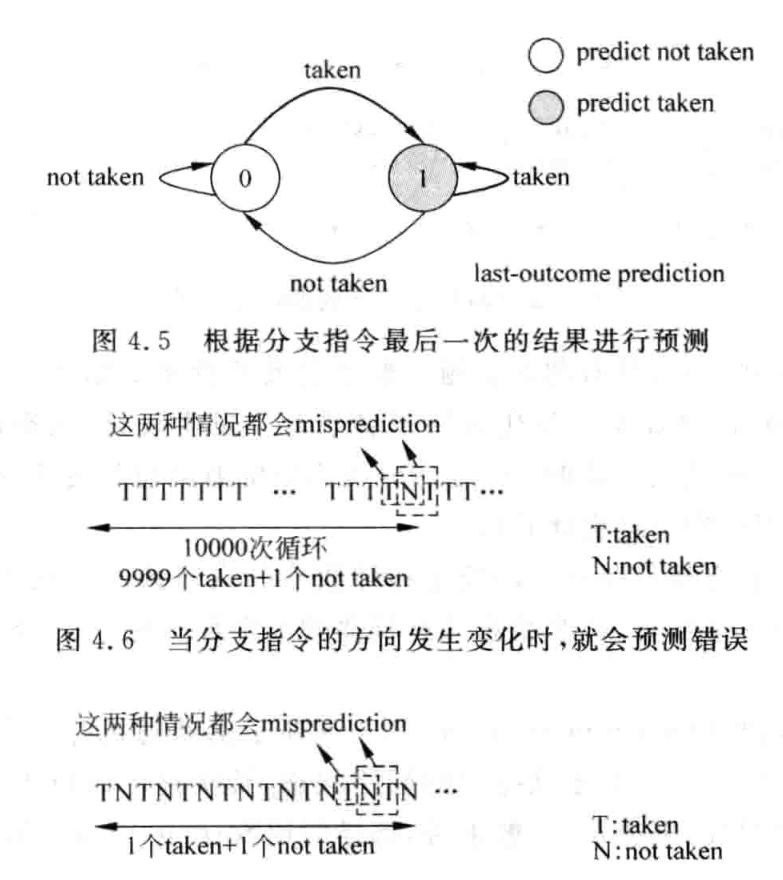 predict not taken
taken
predict taken
not taken
0
1
taken
not taken
last-outcome prediction
图 4.5 根据分支指令最后一次的结果进行预测
这两种情况都会misprediction
TTTTTTT ··· TTTTNTTT···
10000次循环
9999个taken+1个not taken
T:taken
N:not taken
图 4.6 当分支指令的方向发生变化时,就会预测错误
这两种情况都会misprediction
TNTNTNTNTNTNTNTN ···
1个taken+1个not taken
T:taken
N:not taken